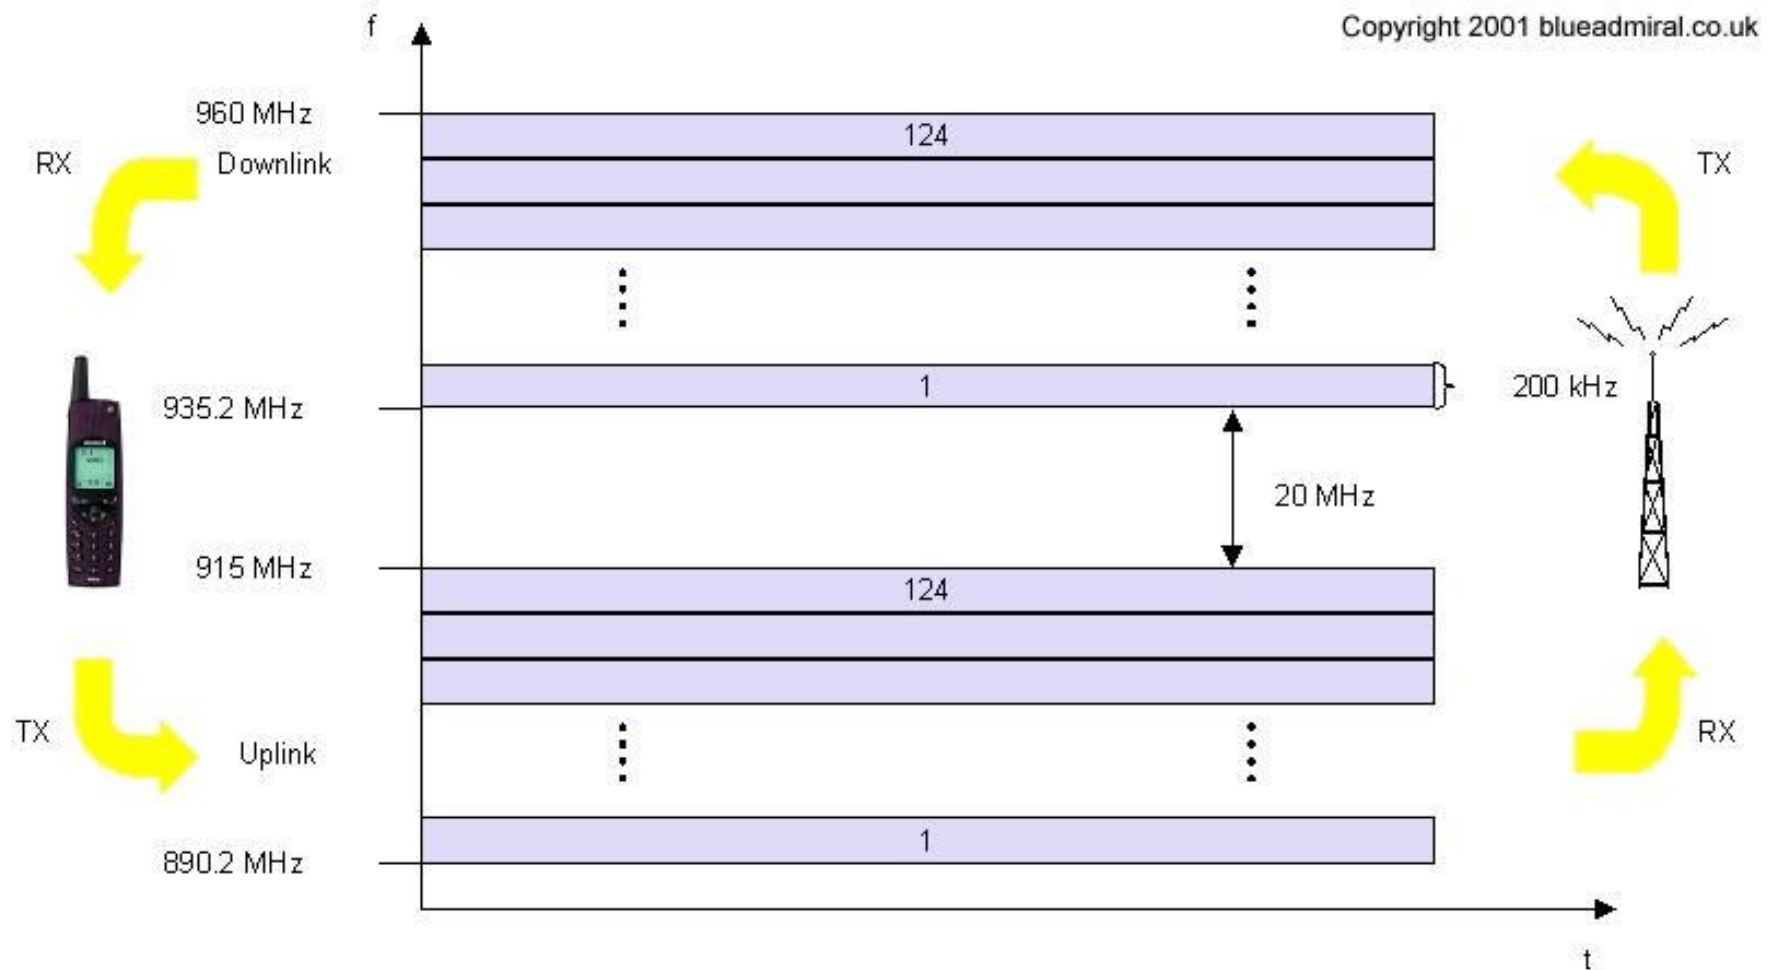 Copyright 2001 blueadmiral.co.uk
f
960 MHz
124
RX
Downlink
TX
1
935.2 MHz
200 kHz
20 MHz
915 MHz
124
TX
Uplink
RX
1
890.2 MHz
t